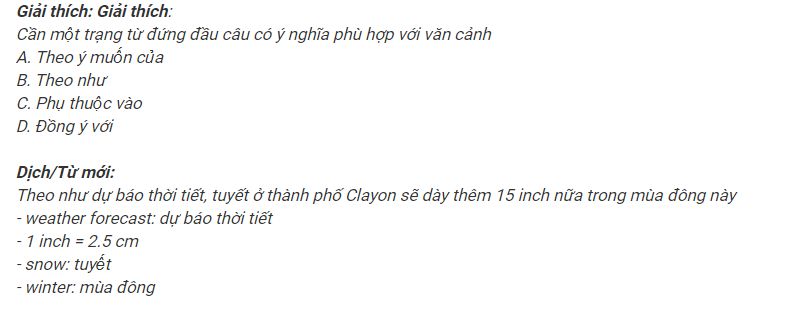 Giải thích: Giải thích:
Cần một trạng từ đứng đầu câu có ý nghĩa phù hợp với văn cảnh
A. Theo ý muốn của
B. Theo như
C. Phụ thuộc vào
D. Đồng ý với
Dịch/Từ mới:
Theo như dự báo thời tiết, tuyết ở thành phố Clayon sẽ dày thêm 15 inch nữa trong mùa đông này
- weather forecast: dự báo thời tiết
- 1 inch = 2.5 cm
- snow: tuyết
- winter: mùa đông